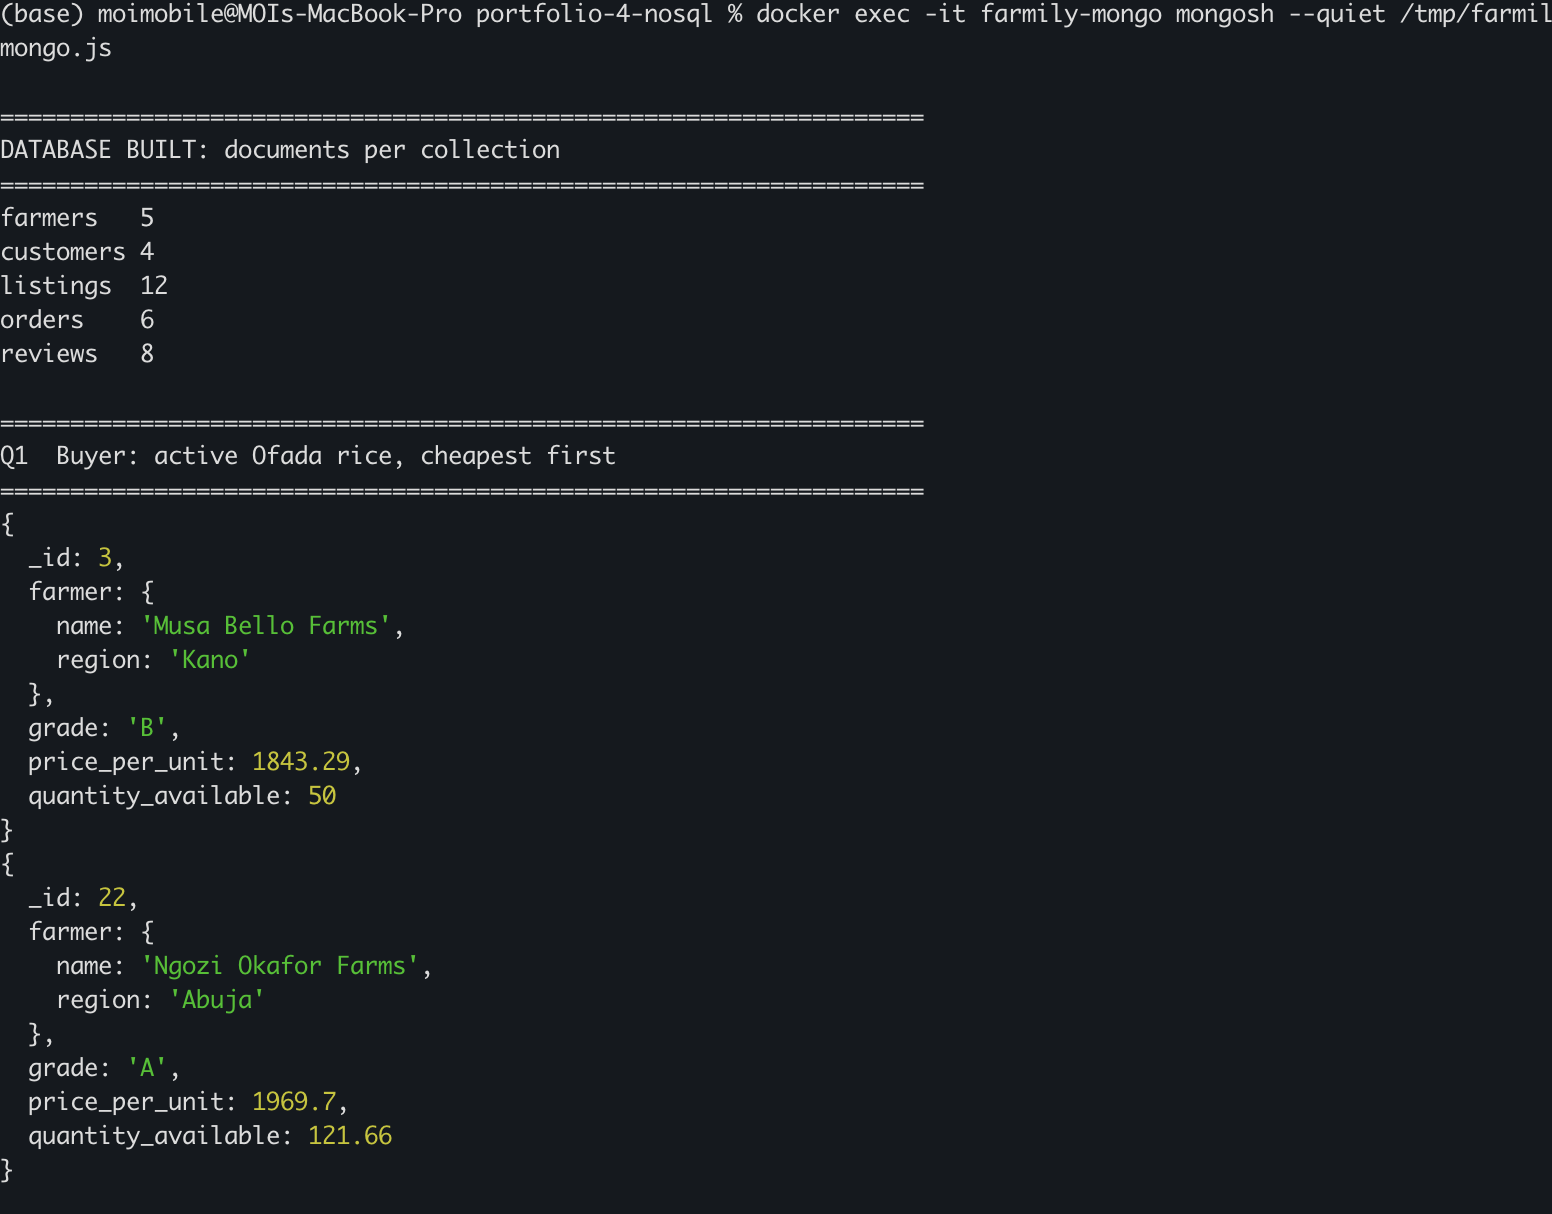 (base) moimobile@MOIs-MacBook-Pro portfolio-4-nosql % docker exec -it farmily-mongo mongosh --quiet /tmp/farmil
mongo.js

==================================================================
DATABASE BUILT: documents per collection
==================================================================
farmers   5
customers 4
listings  12
orders    6
reviews   8

==================================================================
Q1  Buyer: active Ofada rice, cheapest first
==================================================================
{
  _id: 3,
  farmer: {
    name: 'Musa Bello Farms',
    region: 'Kano'
  },
  grade: 'B',
  price_per_unit: 1843.29,
  quantity_available: 50
}
{
  _id: 22,
  farmer: {
    name: 'Ngozi Okafor Farms',
    region: 'Abuja'
  },
  grade: 'A',
  price_per_unit: 1969.7,
  quantity_available: 121.66
}